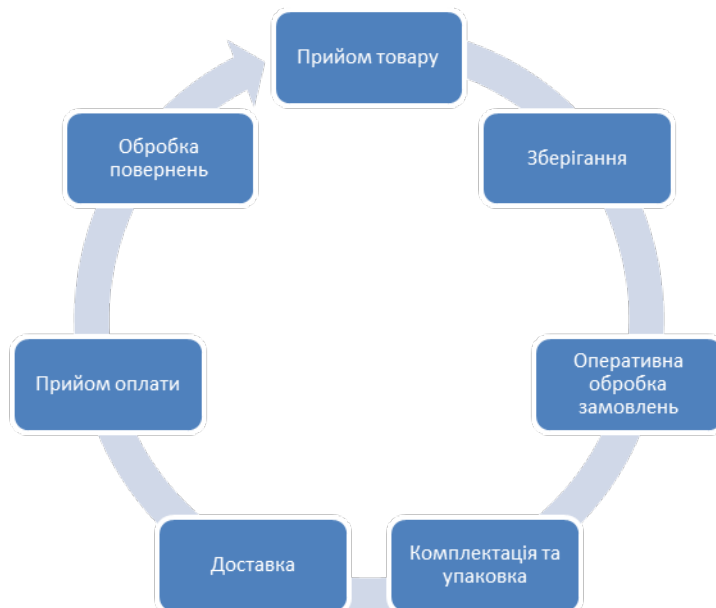 Прийом товару
Зберігання
Оперативна
обробка
замовлень
Комплектація та
упаковка
Доставка
Прийом оплати
Обробка
повернень